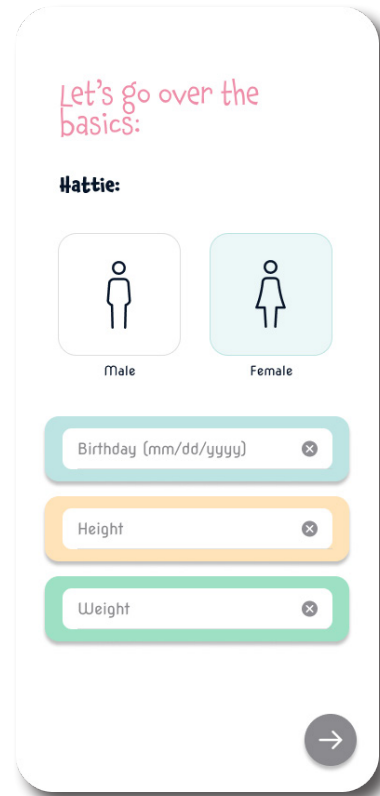 Let's go over the
basics:
Hattie:
Male
Female
Birthday (mm/dd/yyyy)
Height
Weight